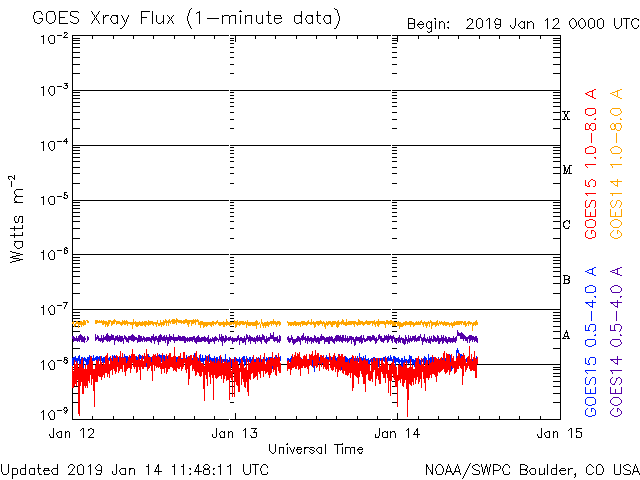 GOES Xray Flux (1-minute data)
Begin: 2019 Jan 12 0000 UTC
10⁻²
10⁻³
10⁻⁴
10⁻⁵
10⁻⁶
10⁻⁷
10⁻⁸
10⁻⁹
Watts m⁻²
X
M
C
B
A
GOES15 1.0-8.0 A
GOES14 1.0-8.0 A
GOES15 0.5-4.0 A
GOES14 0.5-4.0 A
Jan 12
Jan 13
Jan 14
Jan 15
Universal Time
Updated 2019 Jan 14 11:48:11 UTC
NOAA/SWPC Boulder, CO USA